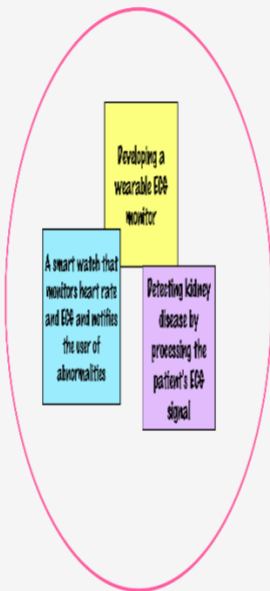 Developing a
wearable ECG
monitor
A smart watch that
monitors heart rate
and ECG and notifies
the user of
abnormalities
Detecting kidney
disease by
processing the
patient's ECG
signal